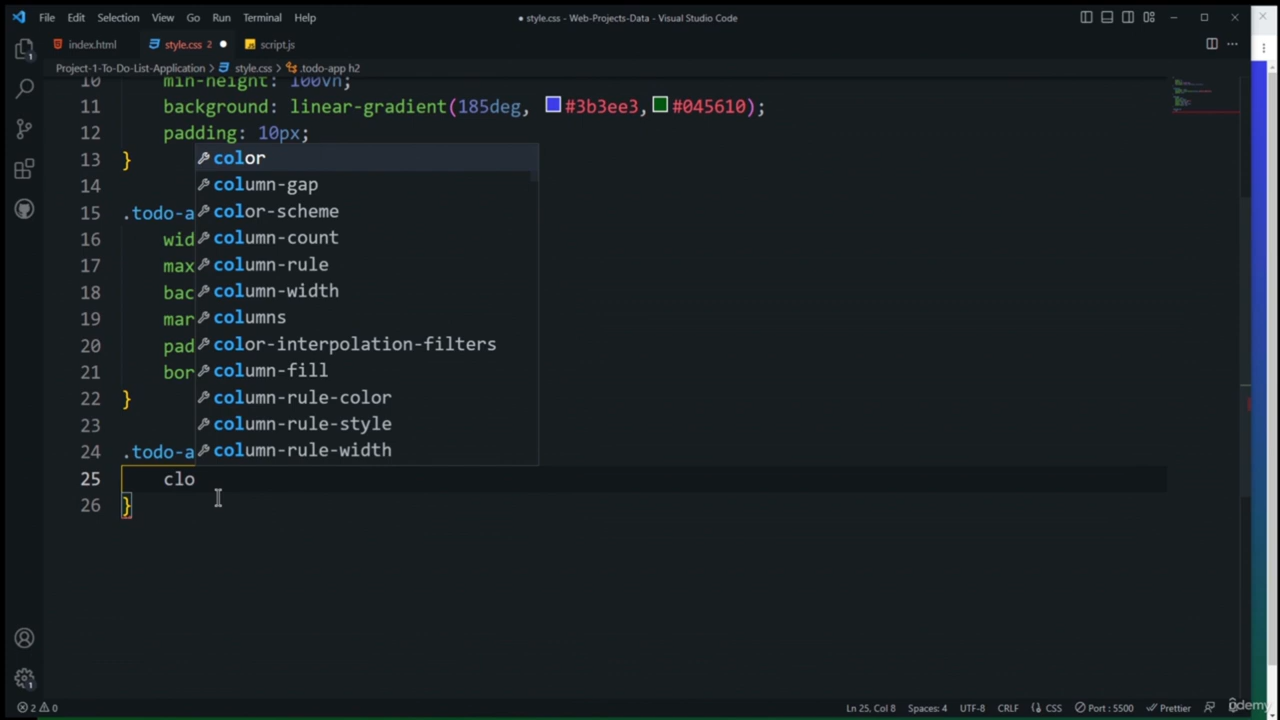 File Edit Selection View Go Run Terminal Help
● style.css - Web-Projects-Data - Visual Studio Code
index.html style.css 2 ● script.js
Project-1-To-Do-List-Application > style.css > .todo-app h2
10 min-height: 100vh;
11 background: linear-gradient(185deg, #3b3ee3, #045610);
12 padding: 10px;
13 }
14
15 .todo-a
16 wid
17 max
18 bac
19 mar
20 pad
21 bor
22 }
23
24 .todo-a
25 clo
26 }
color
column-gap
color-scheme
column-count
column-rule
column-width
columns
color-interpolation-filters
column-fill
column-rule-color
column-rule-style
column-rule-width
2 0 Ln 25, Col 8 Spaces: 4 UTF-8 CRLF CSS Port : 5500 Prettier
udemy